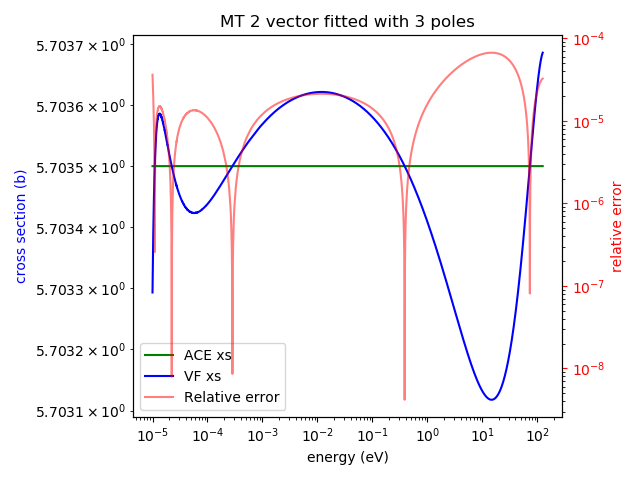 MT 2 vector fitted with 3 poles
cross section (b)
5.7037 × 10⁰
5.7036 × 10⁰
5.7035 × 10⁰
5.7034 × 10⁰
5.7033 × 10⁰
5.7032 × 10⁰
5.7031 × 10⁰
10⁻⁴
10⁻⁵
10⁻⁶
10⁻⁷
10⁻⁸
relative error
ACE xs
VF xs
Relative error
10⁻⁵ 10⁻⁴ 10⁻³ 10⁻² 10⁻¹ 10⁰ 10¹ 10²
energy (eV)